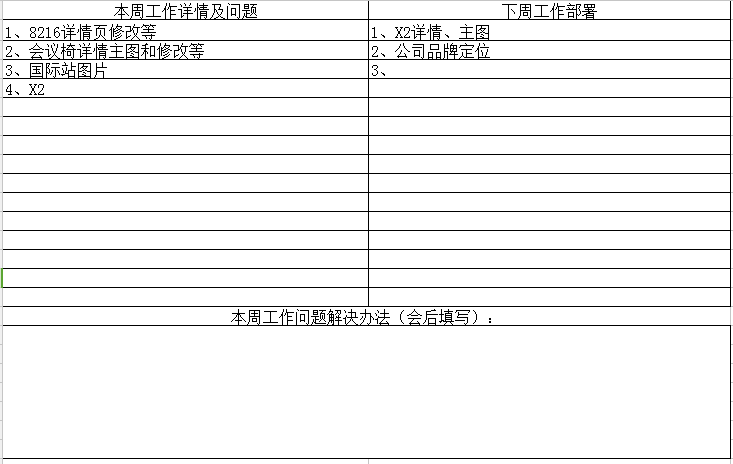 本周工作详情及问题 下周工作部署
1、8216详情页修改等 1、X2详情、主图
2、会议椅详情主图和修改等 2、公司品牌定位
3、国际站图片 3、
4、X2
本周工作问题解决办法（会后填写）：